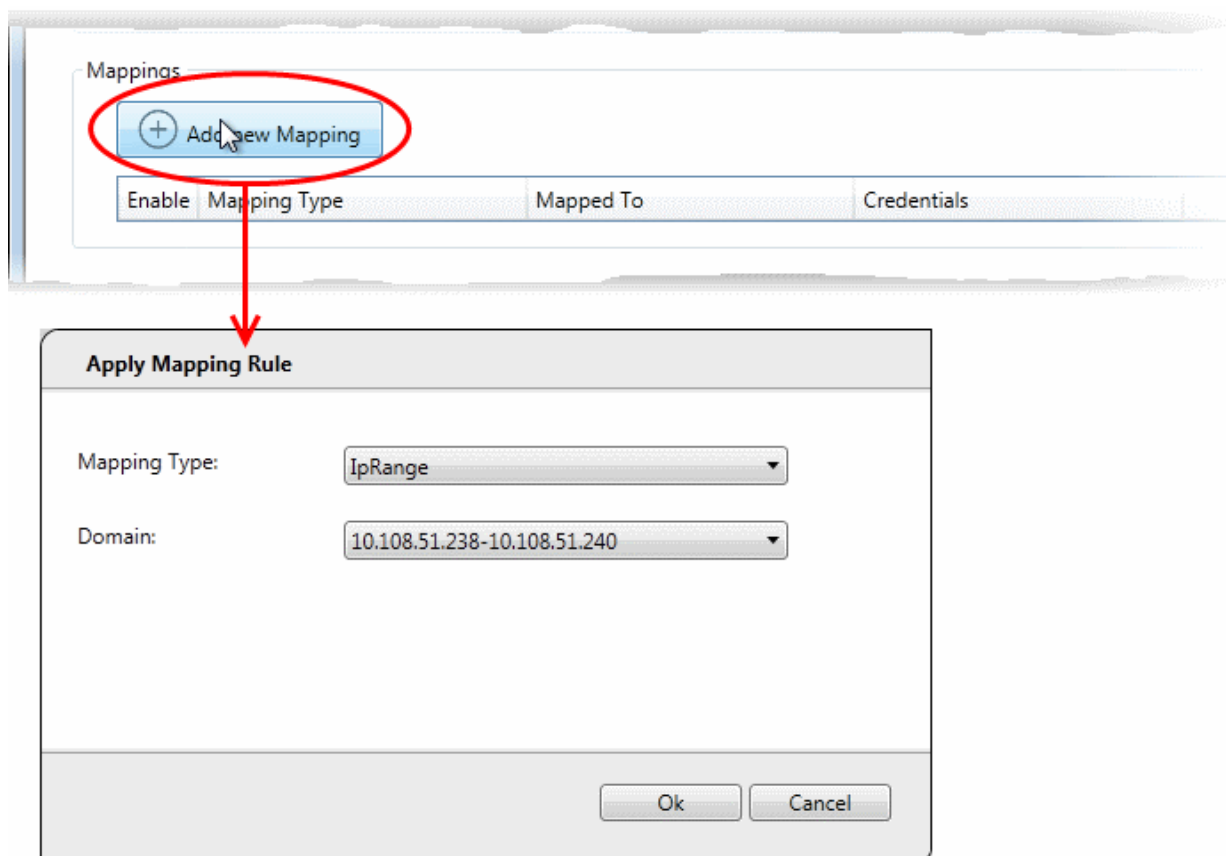 Mappings
Add new Mapping
Enable Mapping Type Mapped To Credentials
Apply Mapping Rule
Mapping Type: IpRange
Domain: 10.108.51.238-10.108.51.240
Ok Cancel